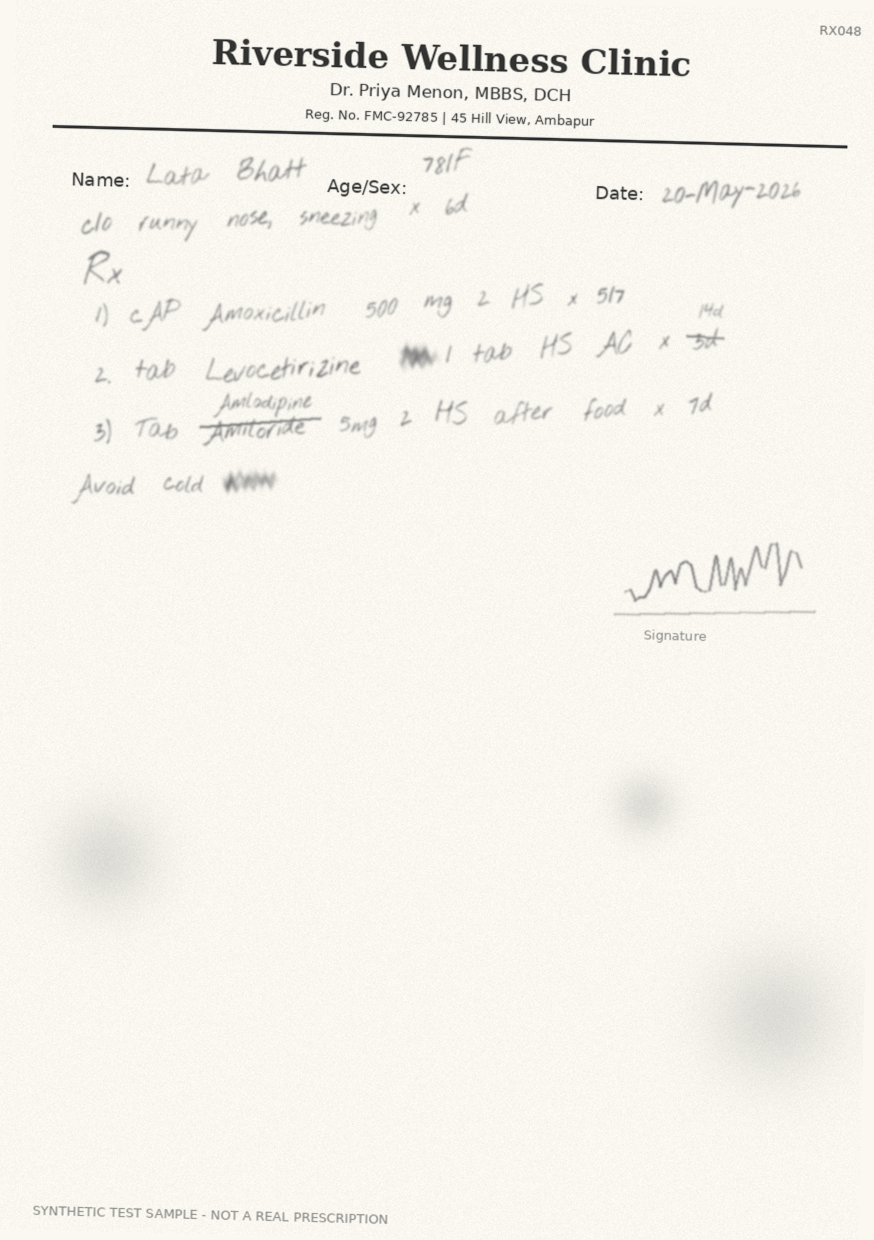 RX048
Riverside Wellness Clinic
Dr. Priya Menon, MBBS, DCH
Reg. No. FMC-92785 | 45 Hill View, Ambapur
Name: Lata Bhatt Age/Sex: 78/F Date: 20-May-2026
c/o runny nose, sneezing x 6d
Rx
1) cAP Amoxicillin 500 mg 2 HS x 5/7
2. tab Levocetirizine 1 tab HS AC x 3d 14d
3) Tab Amiloride Amlodipine 5mg 2 HS after food x 7d
Avoid cold
Signature
SYNTHETIC TEST SAMPLE - NOT A REAL PRESCRIPTION